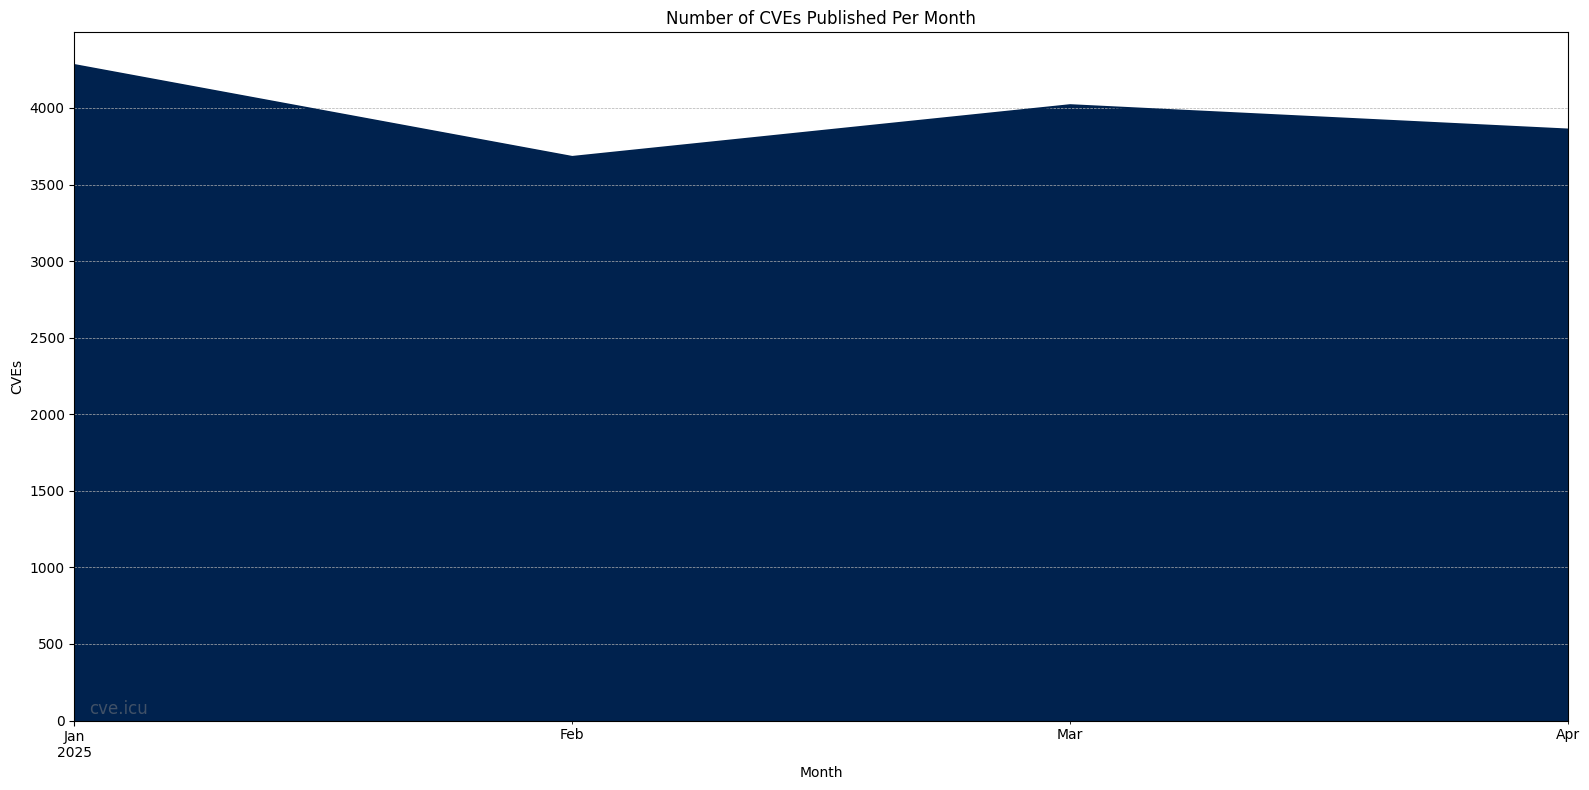 Number of CVEs Published Per Month
4000
3500
3000
2500
2000
1500
1000
500
0
CVEs
cve.icu
Jan
2025
Feb
Mar
Apr
Month